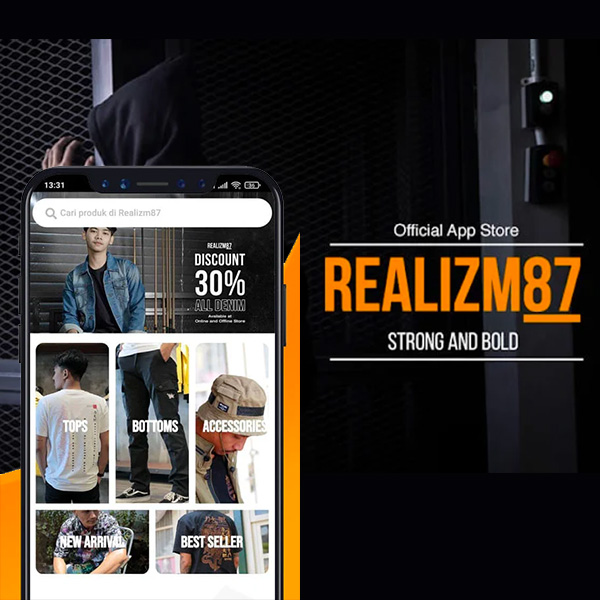 13:31
Cari produk di Realizm87
REALIZM87
DISCOUNT
30%
ALL DENIM
Available at
Online and Offline Store
TOPS
BOTTOMS
ACCESSORIES
NEW ARRIVAL
BEST SELLER
Official App Store
REALIZM87
STRONG AND BOLD